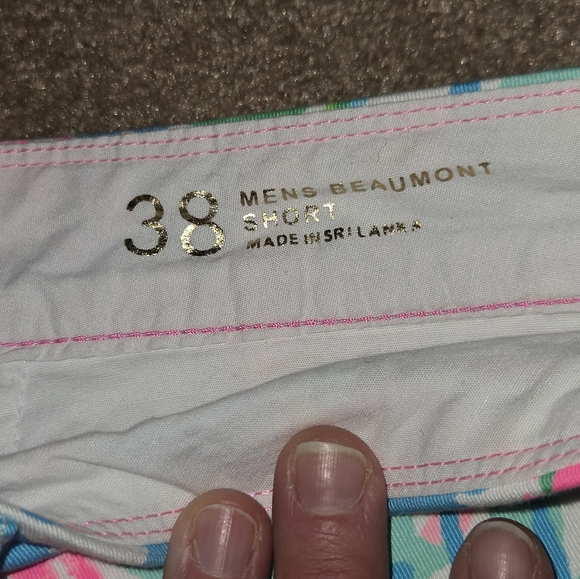 38
MENS BEAUMONT
SHORT
MADE IN SRI LANKA